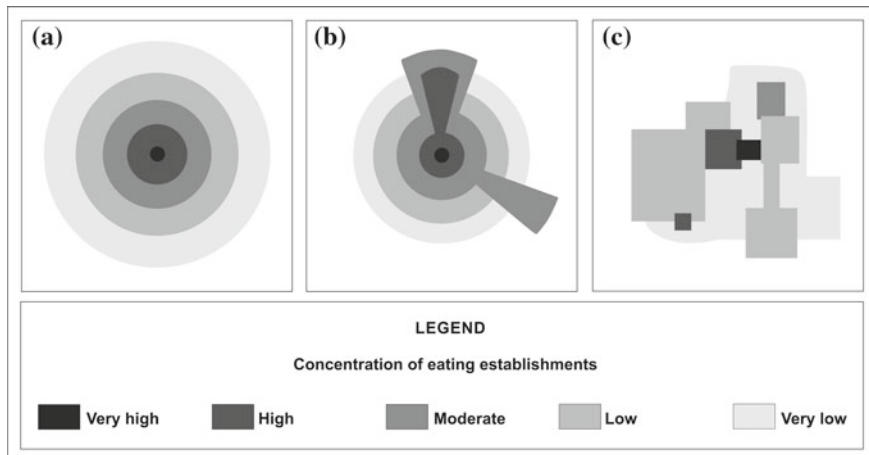 (a) (b) (c)
LEGEND
Concentration of eating establishments
Very high High Moderate Low Very low